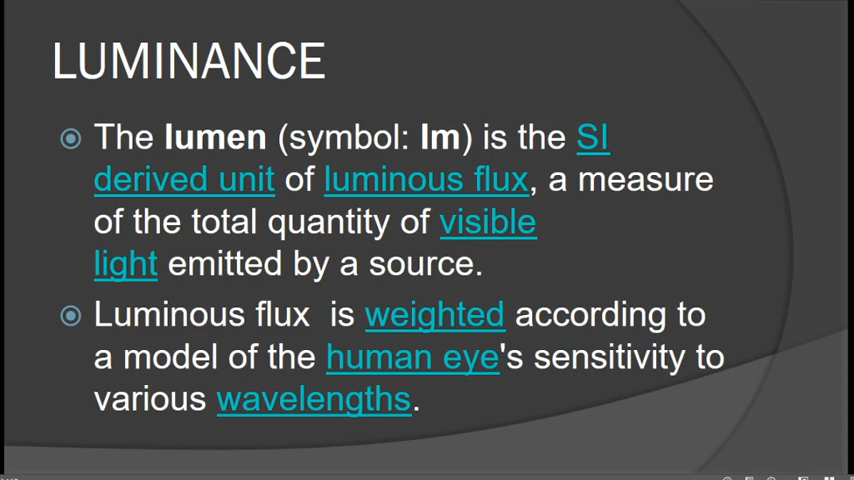 LUMINANCE
The lumen (symbol: lm) is the SI
derived unit of luminous flux, a measure
of the total quantity of visible
light emitted by a source.
Luminous flux  is weighted according to
a model of the human eye's sensitivity to
various wavelengths.